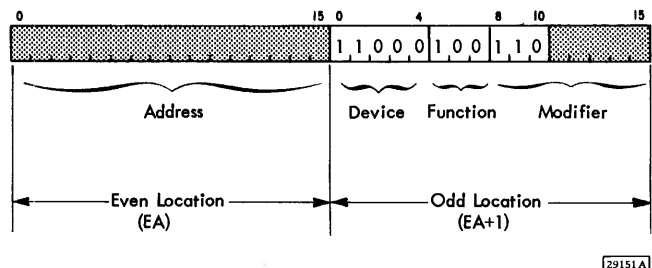 0 15 0 4 8 10 15
1 1 0 0 0 1 0 0 1 1 0
Address Device Function Modifier
Even Location Odd Location
(EA) (EA+1)
29151A